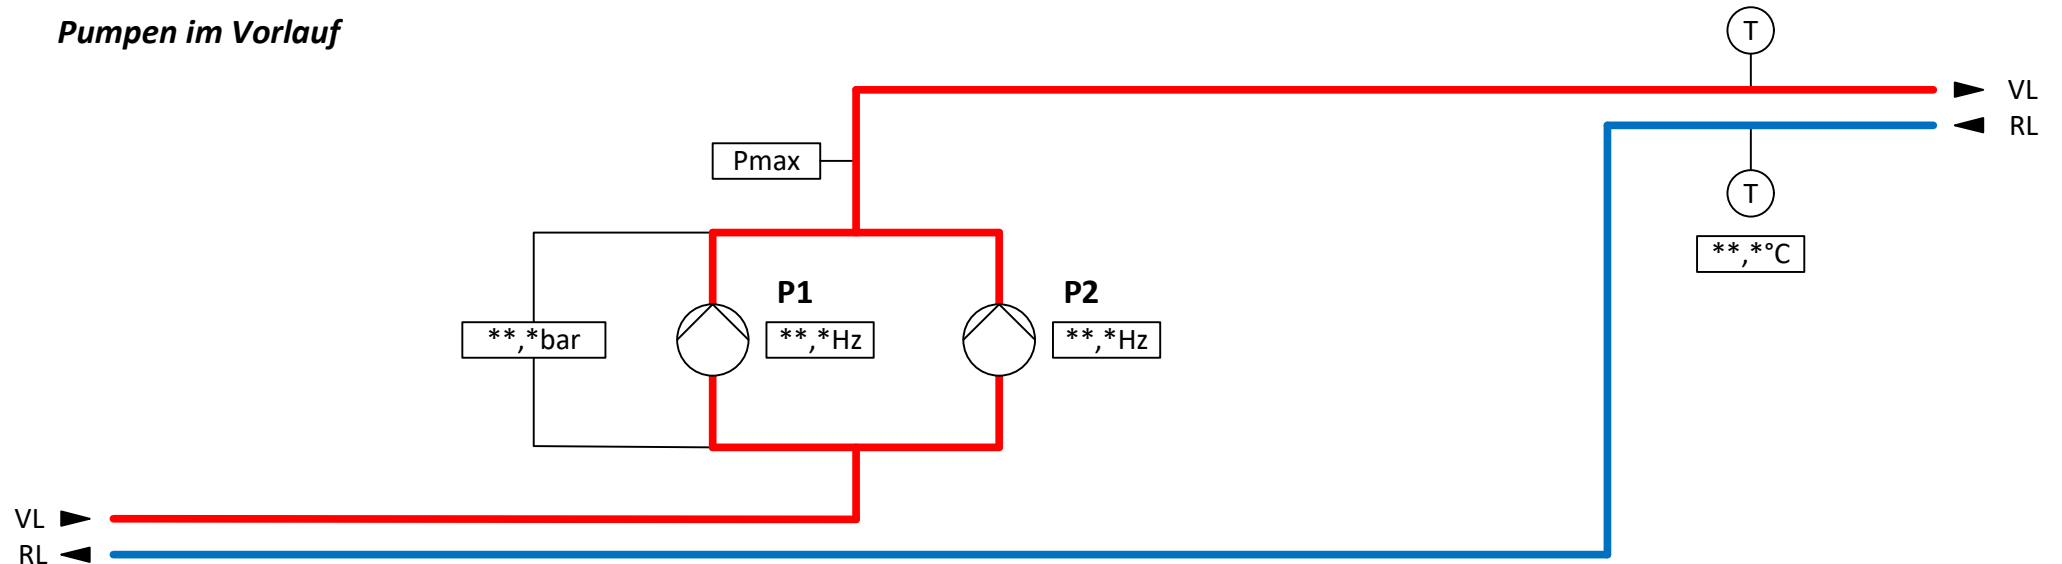 Pumpen im Vorlauf
T
VL
RL
Pmax
T
**,*°C
P1
P2
**,*bar
**,*Hz
**,*Hz
VL
RL